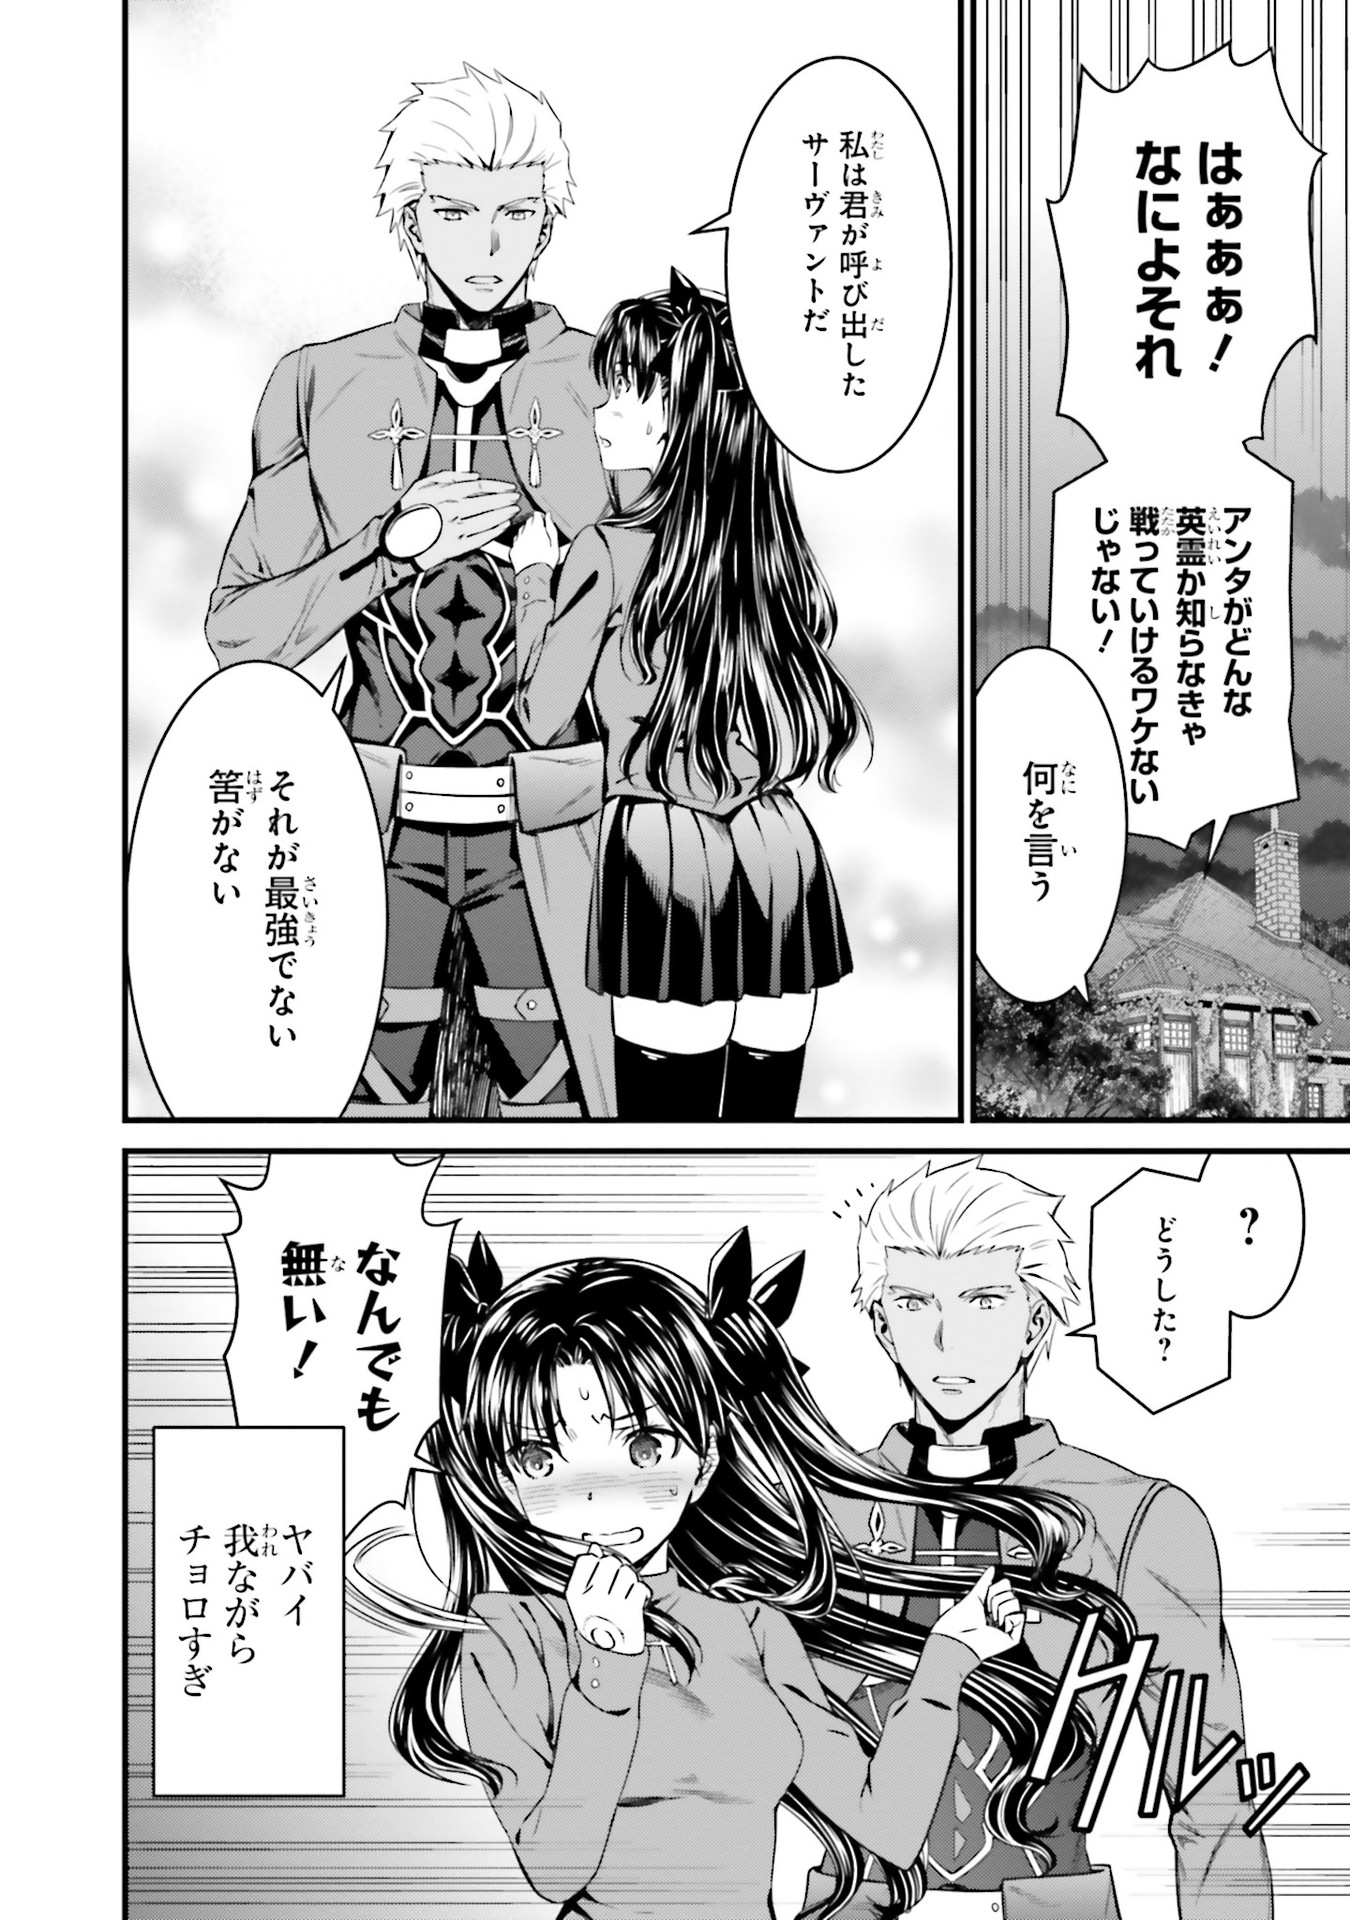 はぁぁぁ！
なによそれ
アンタがどんな
英霊か知らなきゃ
戦っていけるワケない
じゃない！
何を言う
私は君が呼び出した
サーヴァントだ
それが最強でない
筈がない
？
どうした？
クルッ
なんでも
無い！
ヤバイ
我ながら
チョロすぎ